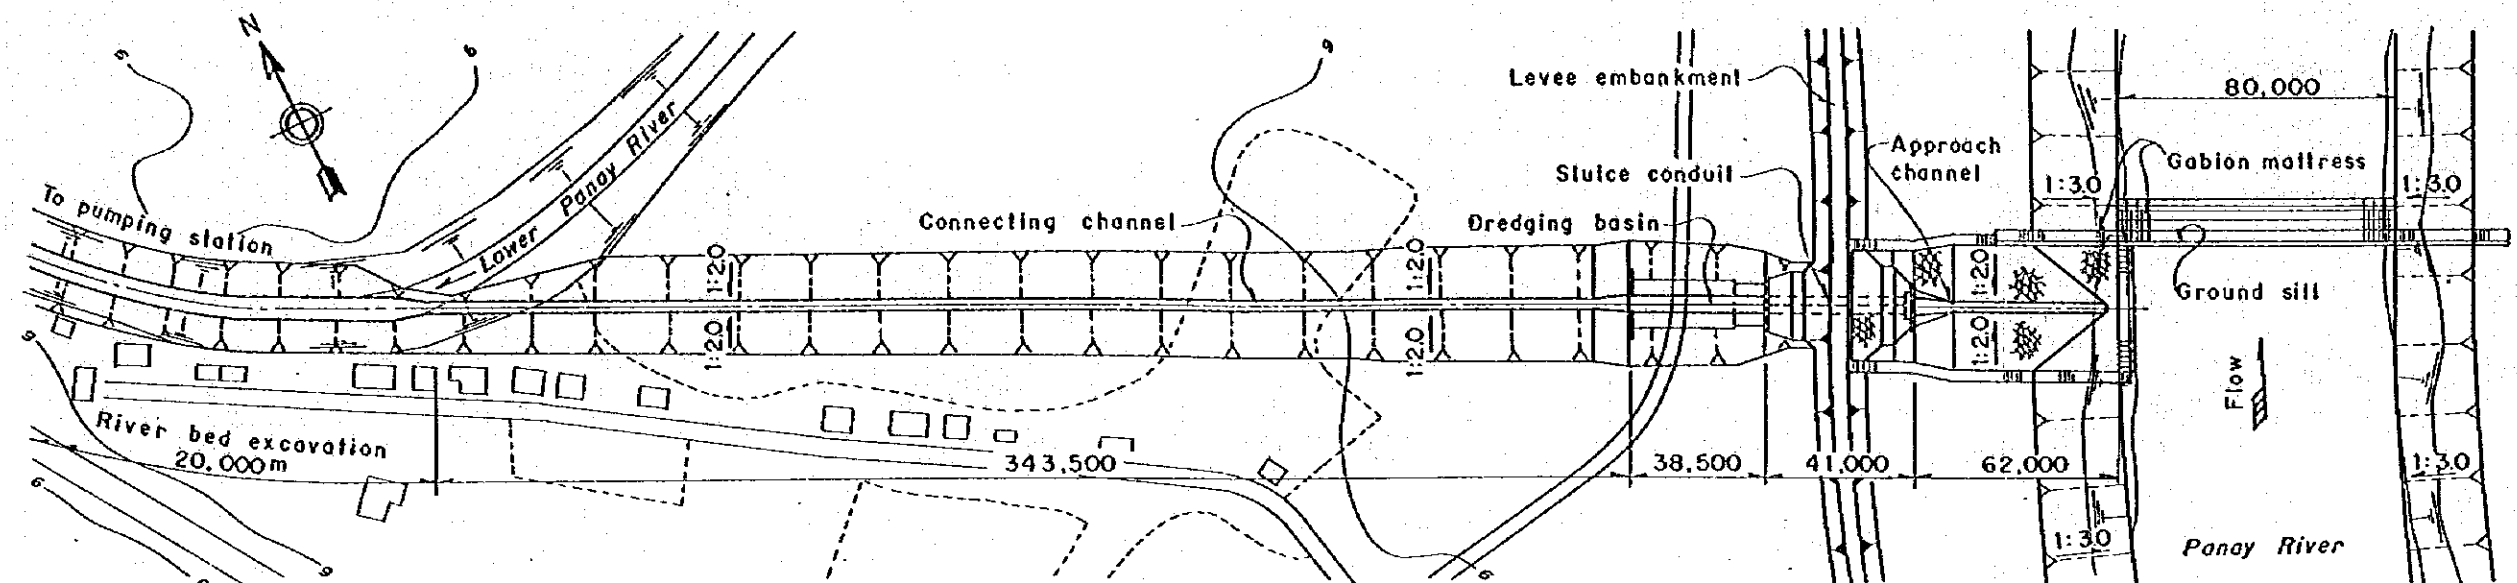 N
6
6
9
Levee embankment
80,000
Approach
channel
Gabion mattress
1:3.0
1:3.0
Sluice conduit
To pumping station
Lower Panay River
Connecting channel
Dredging basin
1:2.0
1:2.0
1:2.0
1:2.0
1:2.0
1:2.0
Ground sill
Flow
9
River bed excavation
20,000m
343,500
38,500
41,000
62,000
1:3.0
1:3.0
Panay River
6
9
6